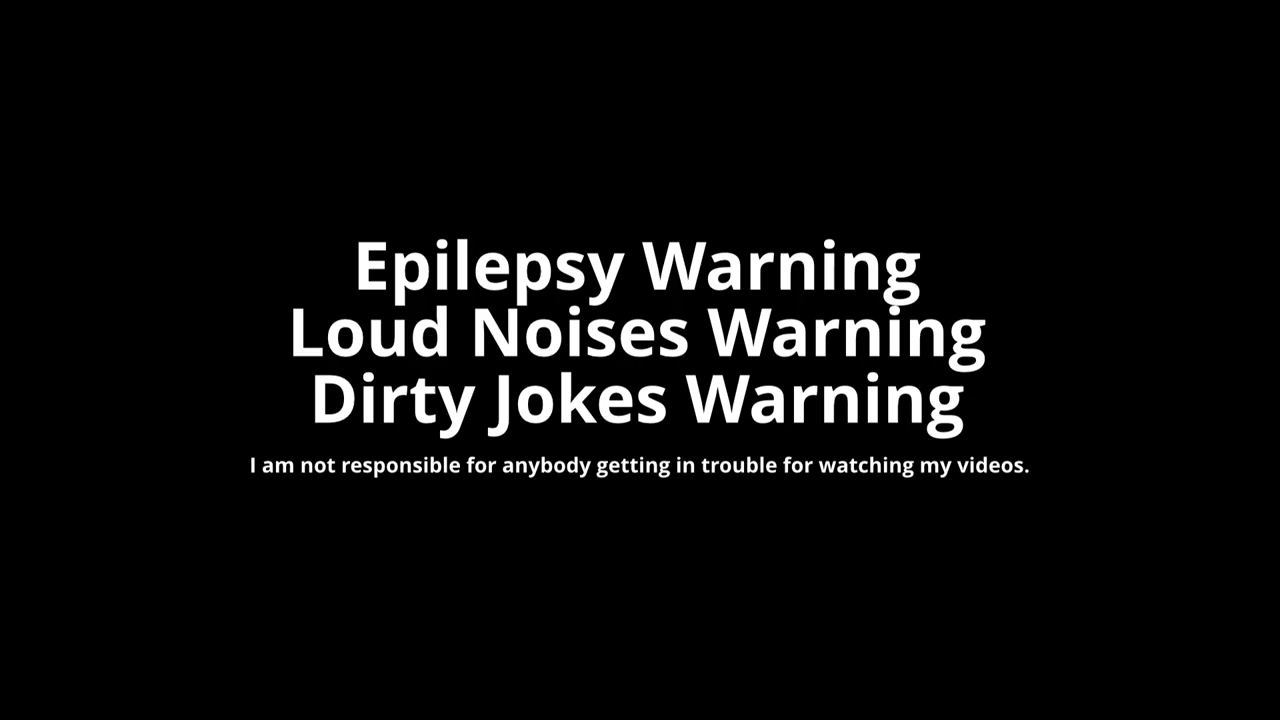 Epilepsy Warning
Loud Noises Warning
Dirty Jokes Warning
I am not responsible for anybody getting in trouble for watching my videos.